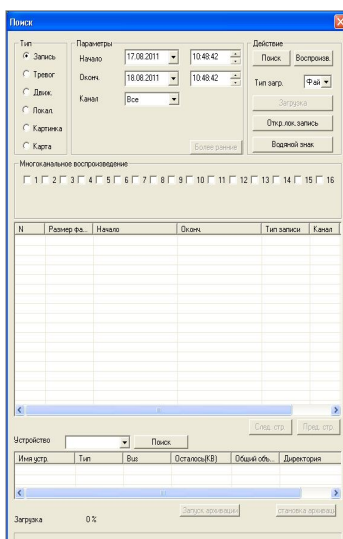 Поиск
Тип Параметры Действие
Запись Начало 17.08.2011 10:48:42 Поиск Воспроизв.
Тревог Оконч. 18.08.2011 10:48:42 Тип загр. Фай
Движ. Канал Все Загрузка
Локал. Откр.лок.запись
Картинка
Карта Более ранние Водяной знак
Многоканальное воспроизведение
1 2 3 4 5 6 7 8 9 10 11 12 13 14 15 16
N Размер фа... Начало Оконч. Тип записи Канал
След. стр. Пред. стр.
Устройство Поиск
Имя устр. Тип Bus Осталось(KB) Общий объ... Директория
Запуск архивации становка архивац
Загрузка 0 %